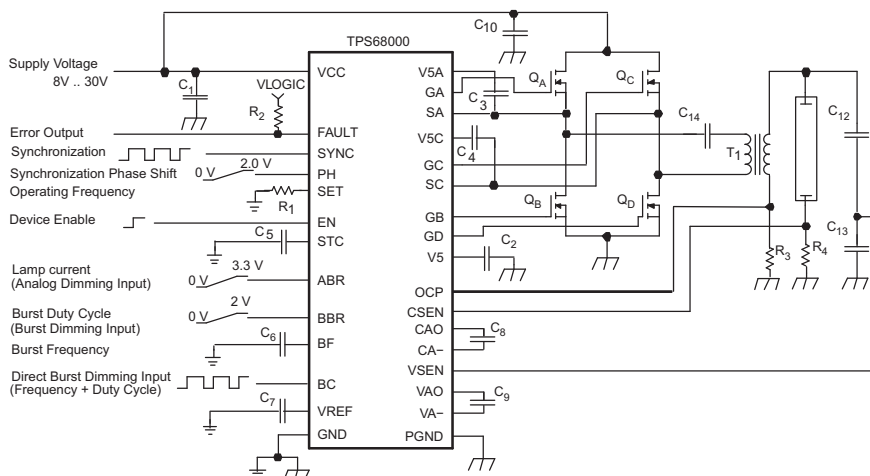 TPS68000
Supply Voltage
8V .. 30V
C1
VLOGIC
R2
Error Output
Synchronization
Synchronization Phase Shift
0 V
2.0 V
Operating Frequency
R1
Device Enable
C5
Lamp current
(Analog Dimming Input)
0 V
3.3 V
Burst Duty Cycle
(Burst Dimming Input)
0 V
2 V
C6
Burst Frequency
Direct Burst Dimming Input
(Frequency + Duty Cycle)
C7
VCC
FAULT
SYNC
PH
SET
EN
STC
ABR
BBR
BF
BC
VREF
GND
V5A
GA
SA
V5C
GC
SC
GB
GD
V5
OCP
CSEN
CAO
CA−
VSEN
VAO
VA−
PGND
C10
C3
C4
C2
C8
C9
QA
QC
QB
QD
C14
T1
R3
R4
C12
C13